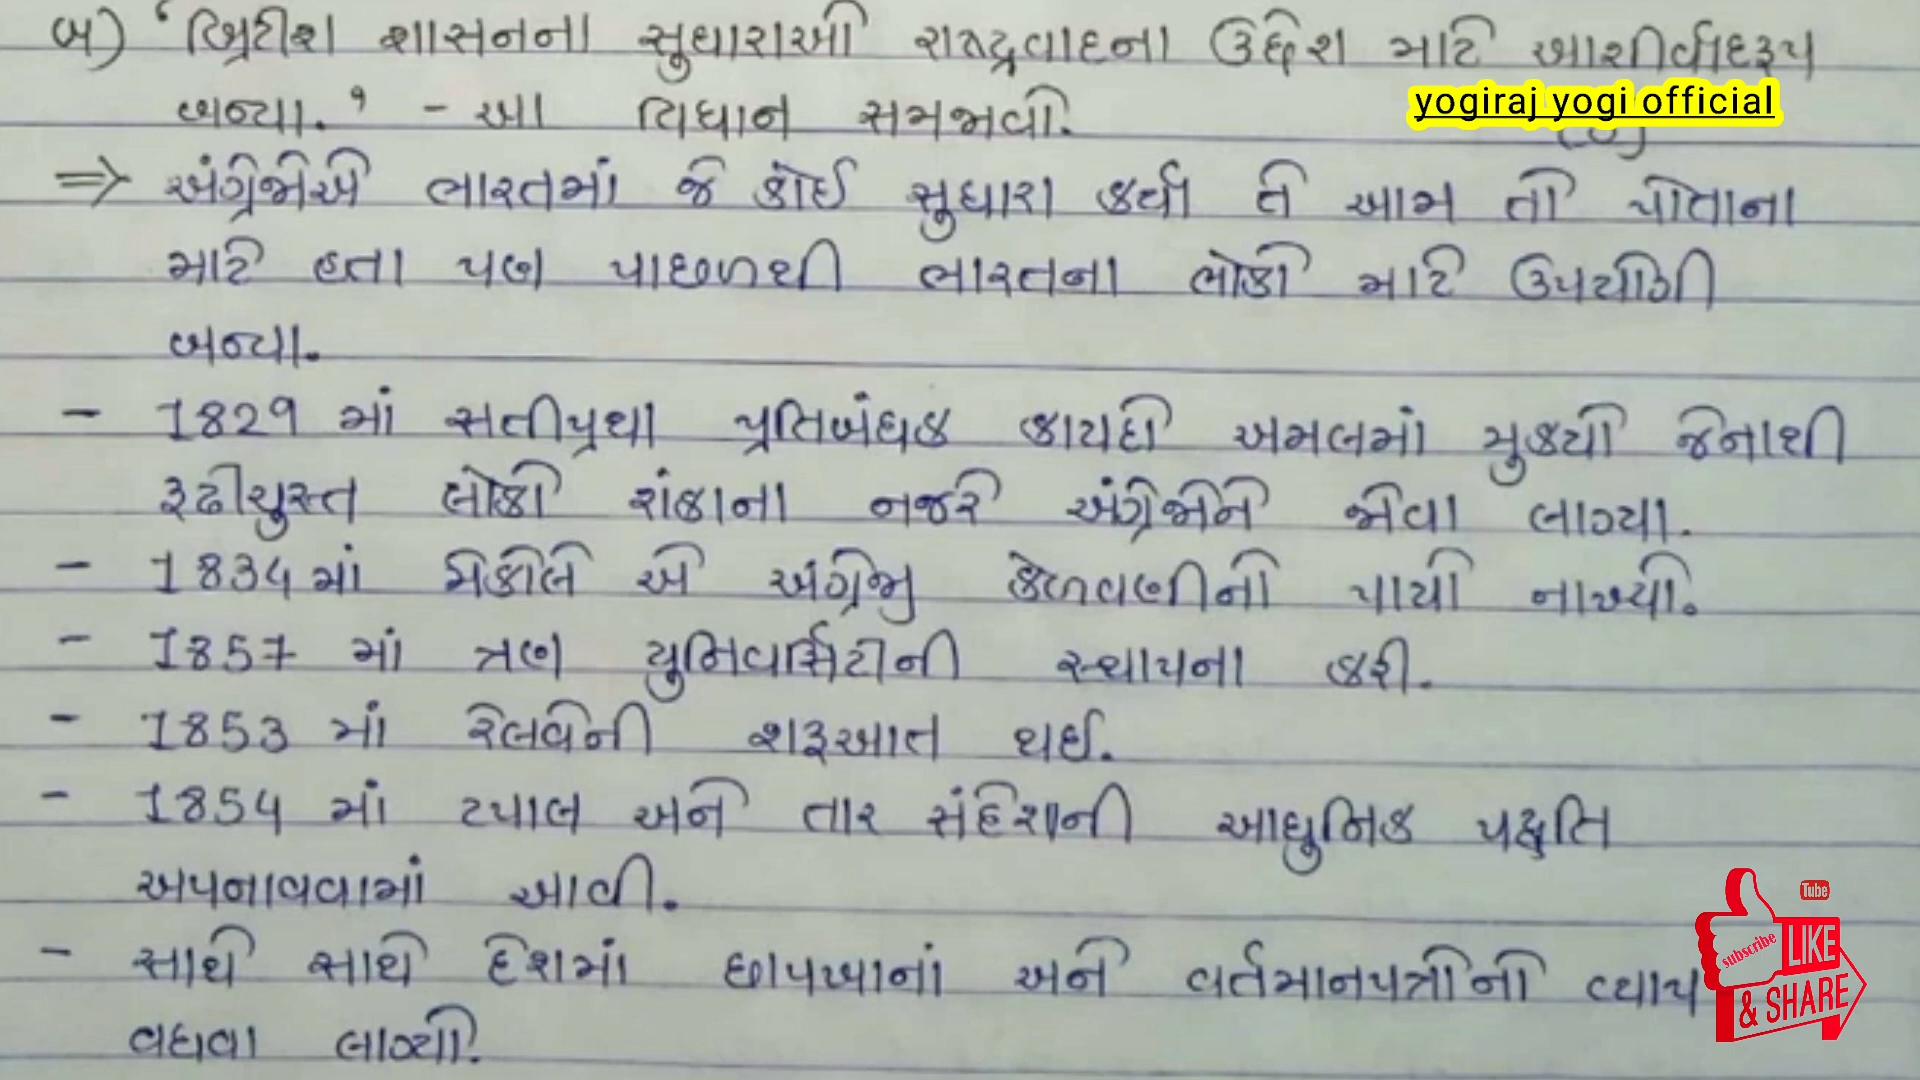 બ) ‘ બ્રિટીશ શાસનના સુધારાઓ રાષ્ટ્રવાદના ઉદ્દેશ માટે આશીર્વાદરૂપ
yogiraj yogi official
બન્યા. ’ - આ વિધાન સમજાવો.
⇒ અંગ્રેજોએ ભારતમાં જે કોઈ સુધારા કર્યા તે આમ તો પોતાના
માટે હતા પણ પાછળથી ભારતના લોકો માટે ઉપયોગી
બન્યા.
- 1829 માં સતીપ્રથા પ્રતિબંધક કાયદો અમલમાં મુકયો જેનાથી
રૂઢીચુસ્ત લોકો શંકાના નજરે અંગ્રેજોને જોવા લાગ્યા.
- 1834 માં મેકોલે એ અંગ્રેજી કેળવણીનો પાયો નાખ્યો.
- 1857 માં ત્રણ યુનિવર્સિટીની સ્થાપના કરી.
- 1853 માં રેલવેની શરૂઆત થઈ.
- 1854 માં ટપાલ અને તાર સંદેશાની આધુનિક પદ્ધતિ
અપનાવવામાં આવી.
- સાથે સાથે દેશમાં છાપખાનાં અને વર્તમાનપત્રોનો વ્યાપ
વધવા લાગ્યો.
Tube
subscribe LIKE
& SHARE